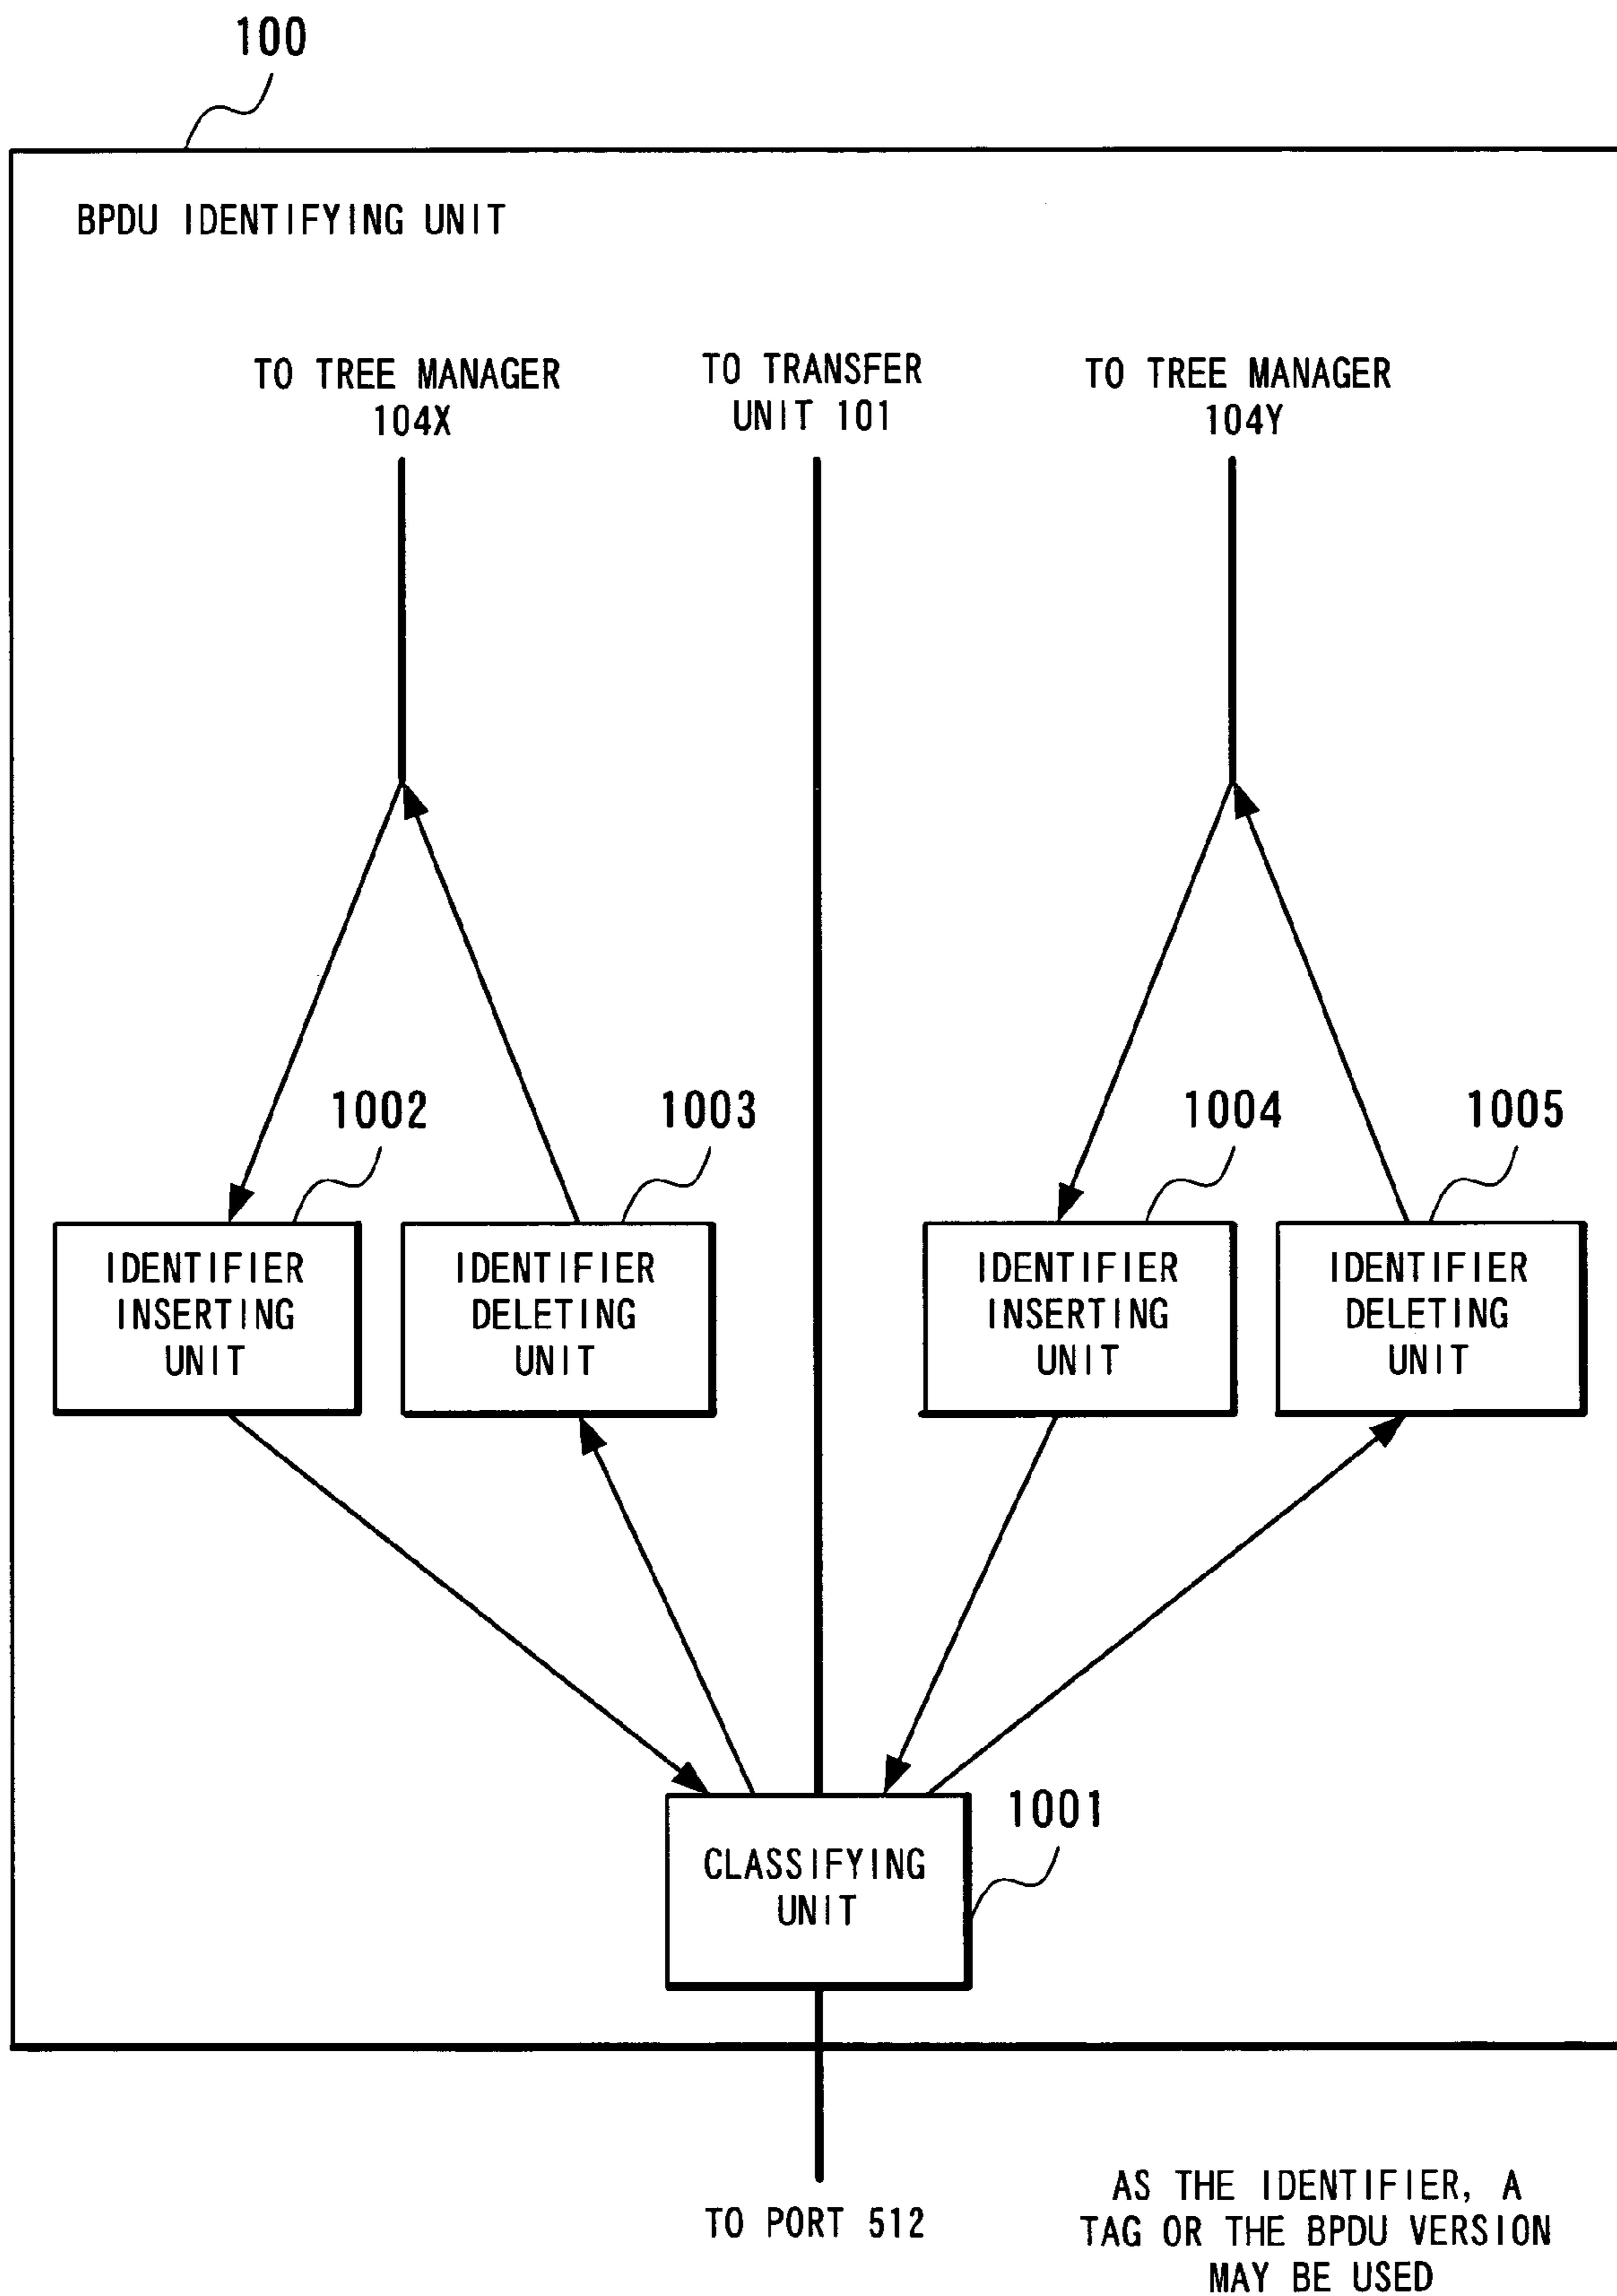 100
BPDU IDENTIFYING UNIT
TO TREE MANAGER
104X
TO TRANSFER
UNIT 101
TO TREE MANAGER
104Y
1002
1003
1004
1005
IDENTIFIER
INSERTING
UNIT
IDENTIFIER
DELETING
UNIT
IDENTIFIER
INSERTING
UNIT
IDENTIFIER
DELETING
UNIT
1001
CLASSIFYING
UNIT
TO PORT 512
AS THE IDENTIFIER, A
TAG OR THE BPDU VERSION
MAY BE USED